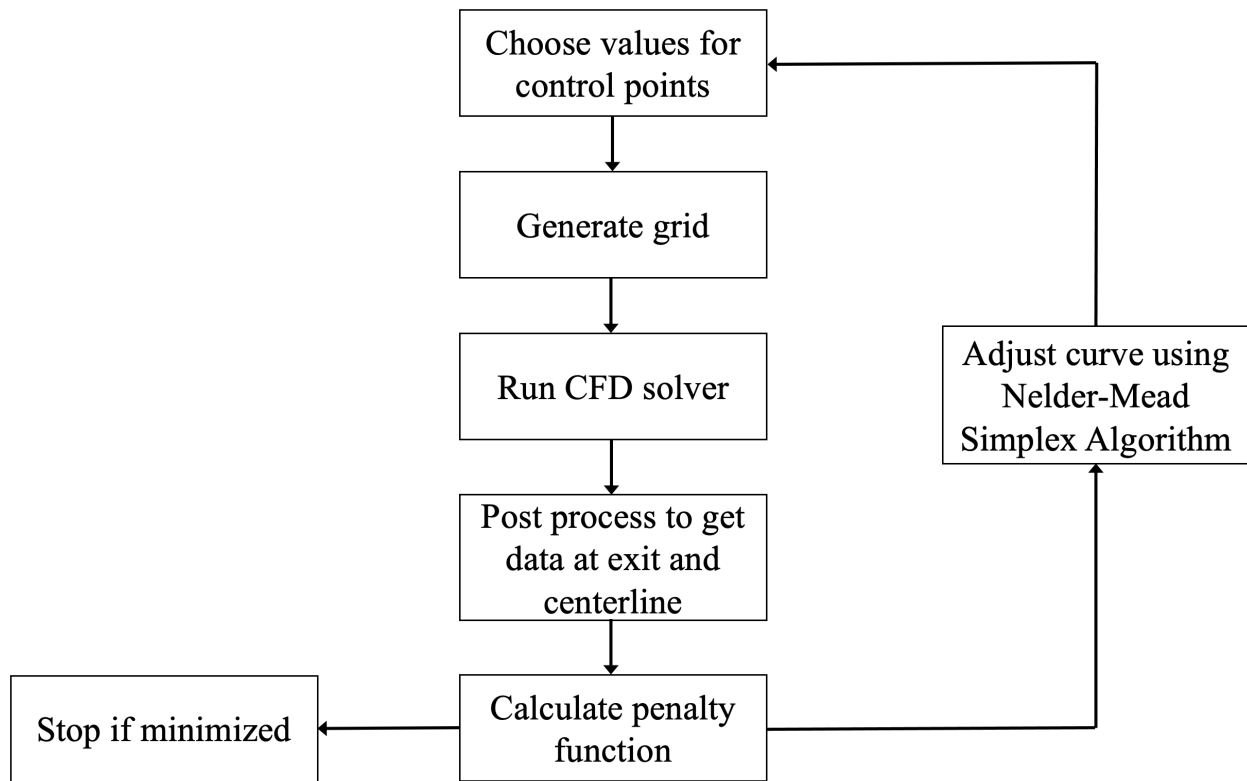 Choose values for
control points
Generate grid
Run CFD solver
Adjust curve using
Nelder-Mead
Simplex Algorithm
Post process to get
data at exit and
centerline
Stop if minimized
Calculate penalty
function